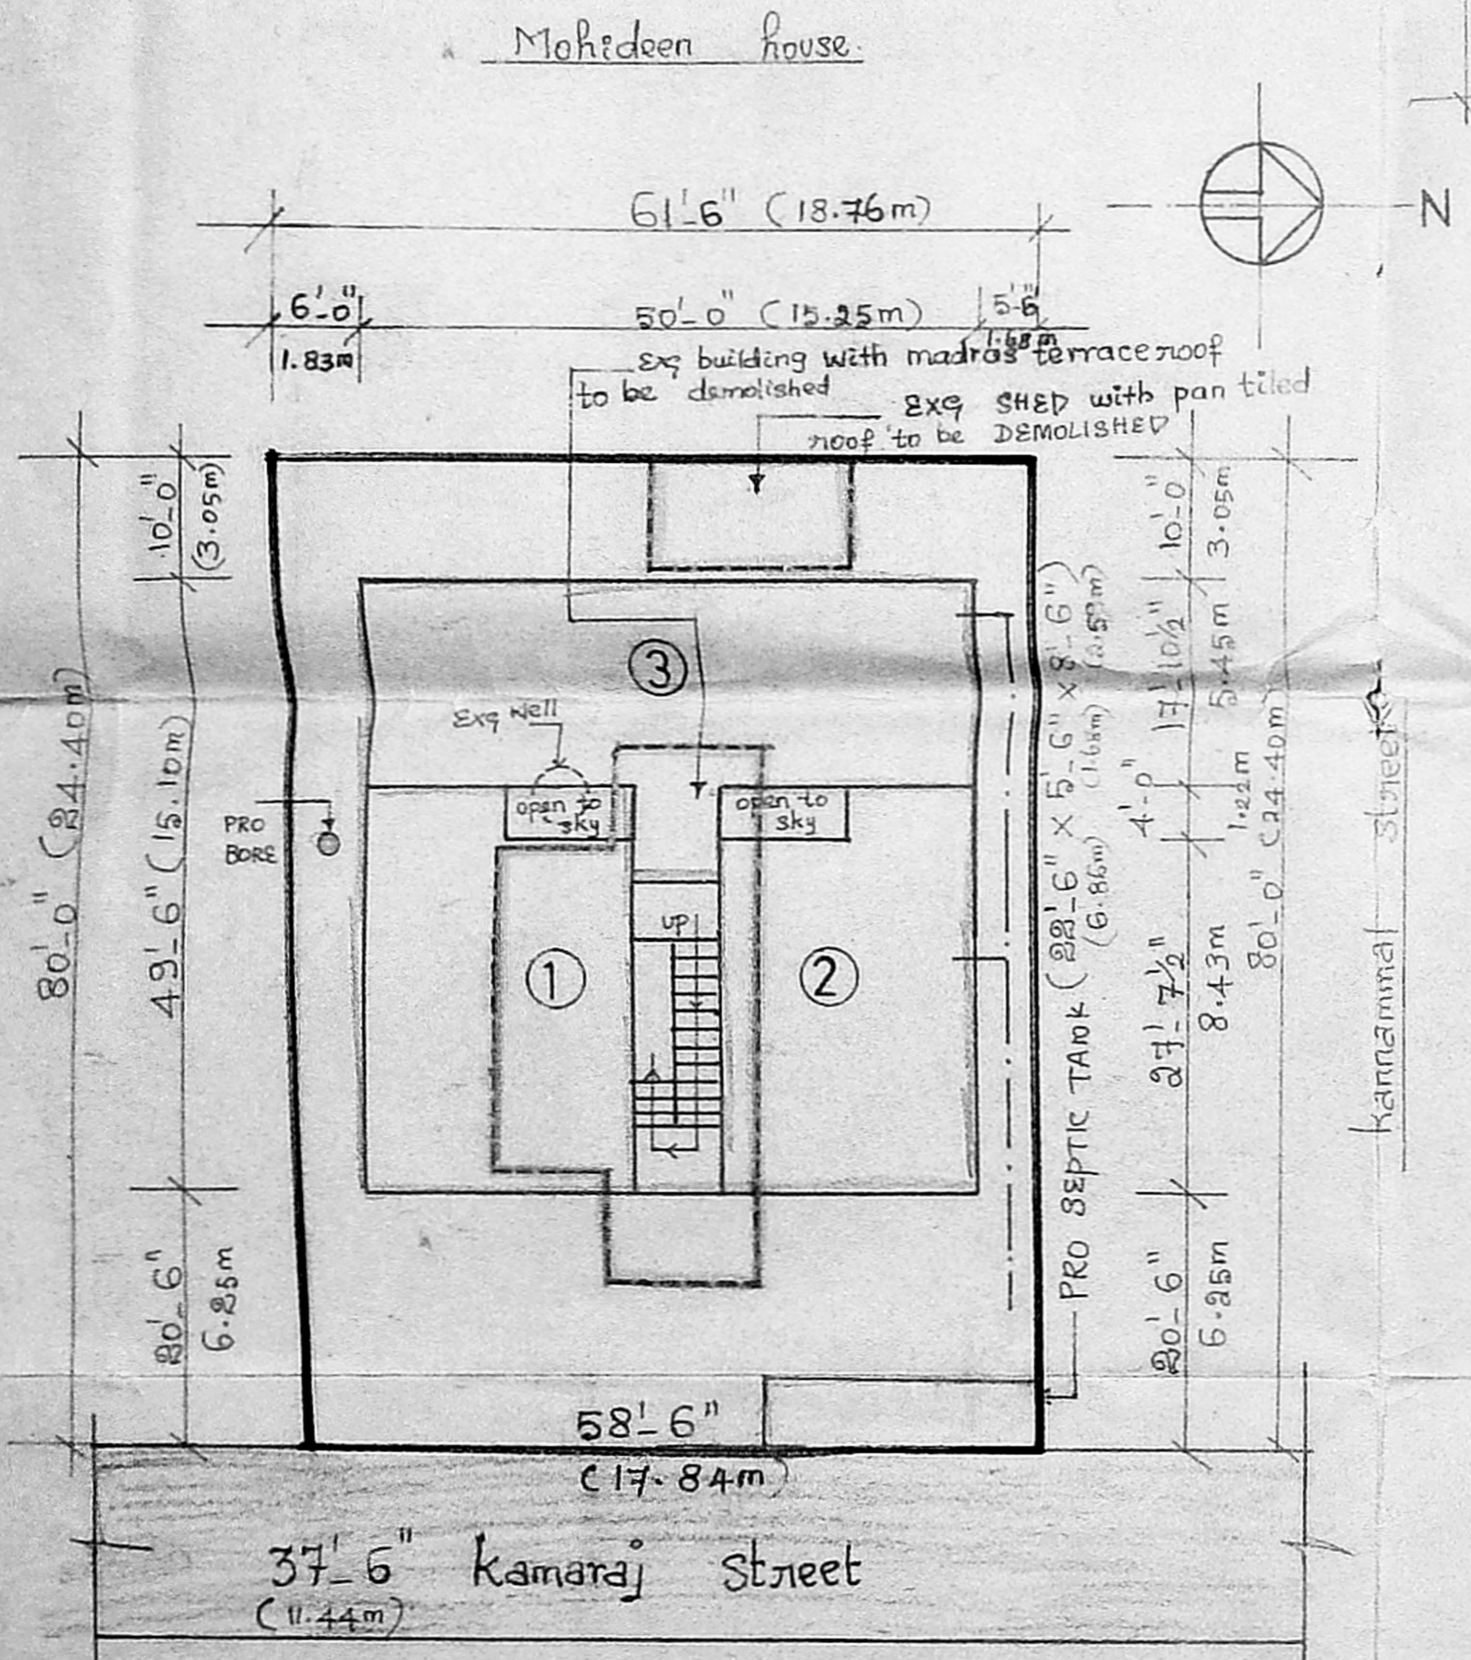 Mohideen house.
N
61'-6" (18.76m)
6'-0"
50'-0" (15.25m)
5'-6"
1.83m
1.68m
Exg building with madras terrace roof
to be demolished
EXG SHED with pan tiled
roof to be DEMOLISHED
10'-0"
(3.05m)
10'-0"
3.05m
3
17'-10½"
5.45m
Exg Well
open to
sky
open to
sky
4'-0"
1.22m
PRO
BORE
80'-0" (24.40m)
49'-6" (15.10m)
UP
1
2
PRO SEPTIC TANK (22'-6" X 5'-6" X 8'-6")
(6.86m) (1.68m) (2.59m)
27'-7½"
8.43m
80'-0" (24.40m)
Kannammal street
20'-6"
6.25m
20'-6"
6.25m
58'-6"
(17.84m)
37'-6" Kamaraj Street
(11.44m)